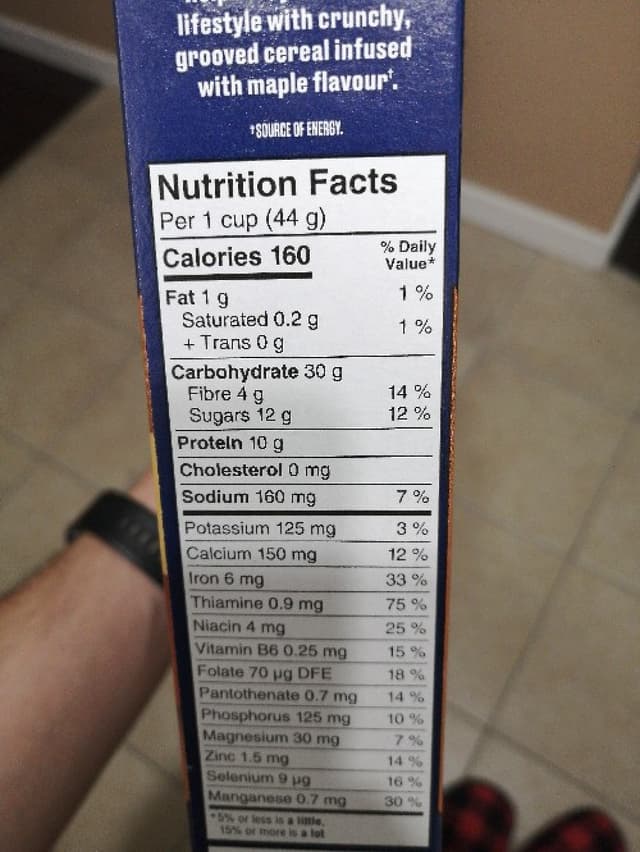 lifestyle with crunchy,
grooved cereal infused
with maple flavour†.
†SOURCE OF ENERGY.
Nutrition Facts
Per 1 cup (44 g)
Calories 160
% Daily
Value*
Fat 1 g 1 %
Saturated 0.2 g
+ Trans 0 g 1 %
Carbohydrate 30 g
Fibre 4 g 14 %
Sugars 12 g 12 %
Protein 10 g
Cholesterol 0 mg
Sodium 160 mg 7 %
Potassium 125 mg 3 %
Calcium 150 mg 12 %
Iron 6 mg 33 %
Thiamine 0.9 mg 75 %
Niacin 4 mg 25 %
Vitamin B6 0.25 mg 15 %
Folate 70 µg DFE 18 %
Pantothenate 0.7 mg 14 %
Phosphorus 125 mg 10 %
Magnesium 30 mg 7 %
Zinc 1.5 mg 14 %
Selenium 9 µg 16 %
Manganese 0.7 mg 30 %
*5% or less is a little,
15% or more is a lot